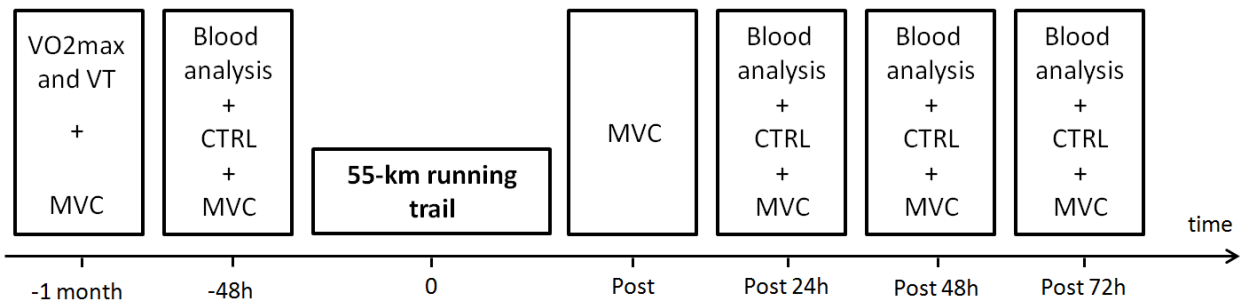 VO2max
and VT
+
MVC
Blood
analysis
+
CTRL
+
MVC
55-km running
trail
MVC
Blood
analysis
+
CTRL
+
MVC
Blood
analysis
+
CTRL
+
MVC
Blood
analysis
+
CTRL
+
MVC
time
-1 month
-48h
0
Post
Post 24h
Post 48h
Post 72h